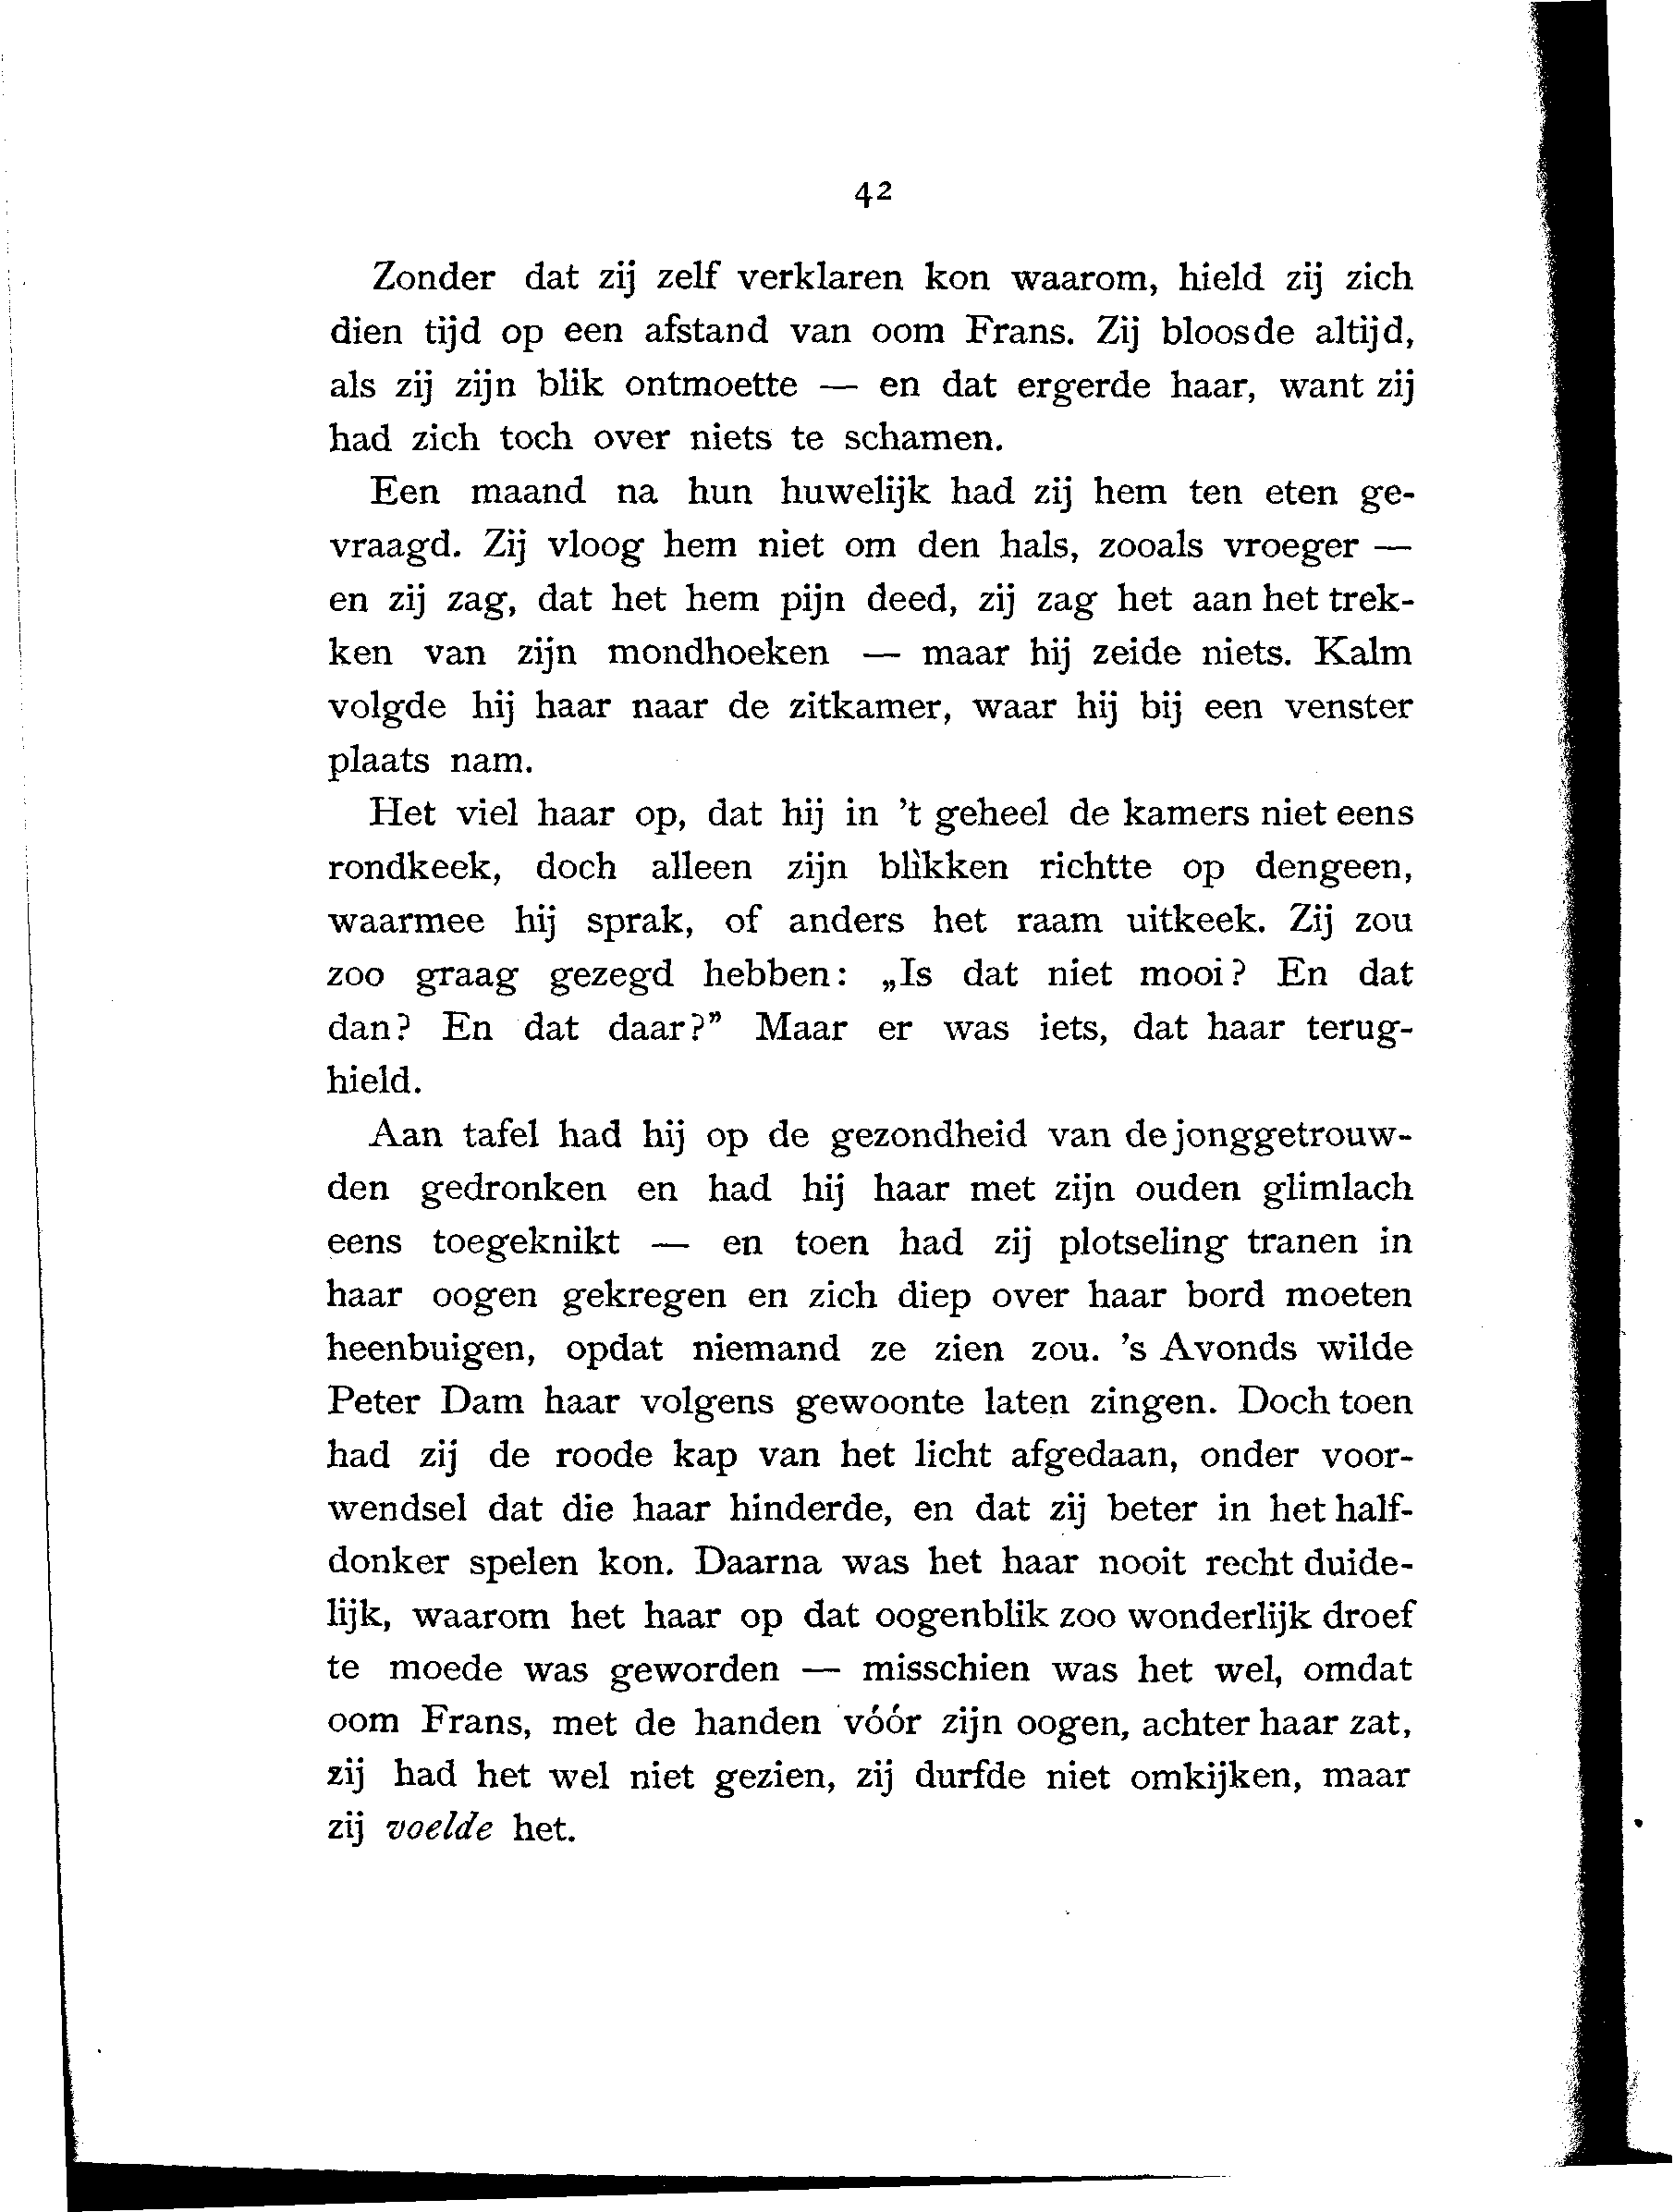 42
Zonder dat zij zelf verklaren kon waarom, hield zij zich
dien tijd op een afstand van oom Frans. Zij bloosde altijd,
als zij zijn blik ontmoette — en dat ergerde haar, want zij
had zich toch over niets te schamen.
Een maand na hun huwelijk had zij hem ten eten ge-
vraagd. Zij vloog hem niet om den hals, zooals vroeger —
en zij zag, dat het hem pijn deed, zij zag het aan het trek-
ken van zijn mondhoeken — maar hij zeide niets. Kalm
volgde hij haar naar de zitkamer, waar hij bij een venster
plaats nam.
Het viel haar op, dat hij in 't geheel de kamers niet eens
rondkeek, doch alleen zijn blikken richtte op dengeen,
waarmee hij sprak, of anders het raam uitkeek. Zij zou
zoo graag gezegd hebben: „Is dat niet mooi? En dat
dan? En dat daar?” Maar er was iets, dat haar terug-
hield.
Aan tafel had hij op de gezondheid van de jonggetrouw-
den gedronken en had hij haar met zijn ouden glimlach
eens toegeknikt — en toen had zij plotseling tranen in
haar oogen gekregen en zich diep over haar bord moeten
heenbuigen, opdat niemand ze zien zou. 's Avonds wilde
Peter Dam haar volgens gewoonte laten zingen. Doch toen
had zij de roode kap van het licht afgedaan, onder voor-
wendsel dat die haar hinderde, en dat zij beter in het half-
donker spelen kon. Daarna was het haar nooit recht duide-
lijk, waarom het haar op dat oogenblik zoo wonderlijk droef
te moede was geworden — misschien was het wel, omdat
oom Frans, met de handen vóór zijn oogen, achter haar zat,
zij had het wel niet gezien, zij durfde niet omkijken, maar
zij voelde het.